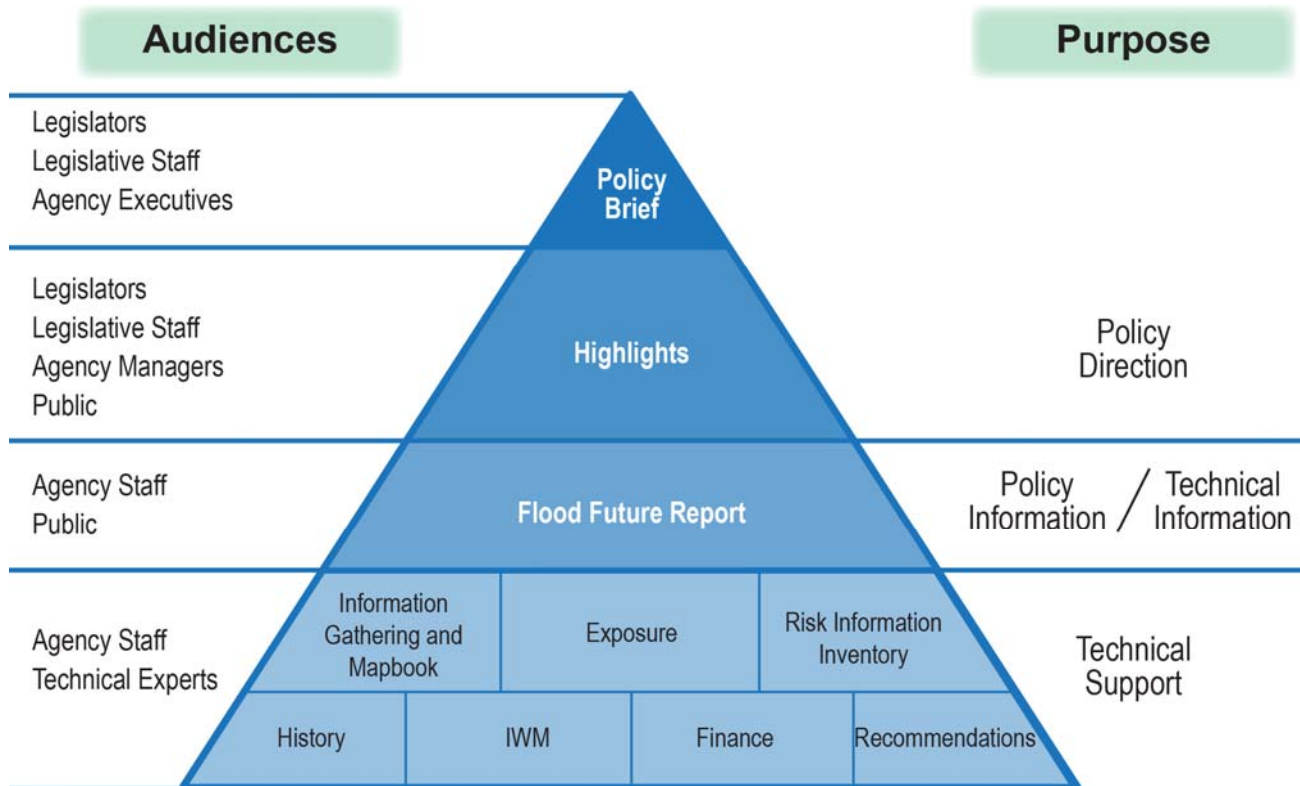 Audiences
Purpose
Legislators
Legislative Staff
Agency Executives
Policy
Brief
Legislators
Legislative Staff
Agency Managers
Public
Highlights
Policy
Direction
Agency Staff
Public
Flood Future Report
Policy
Information
/
Technical
Information
Agency Staff
Technical Experts
Information
Gathering and
Mapbook
Exposure
Risk Information
Inventory
History
IWM
Finance
Recommendations
Technical
Support